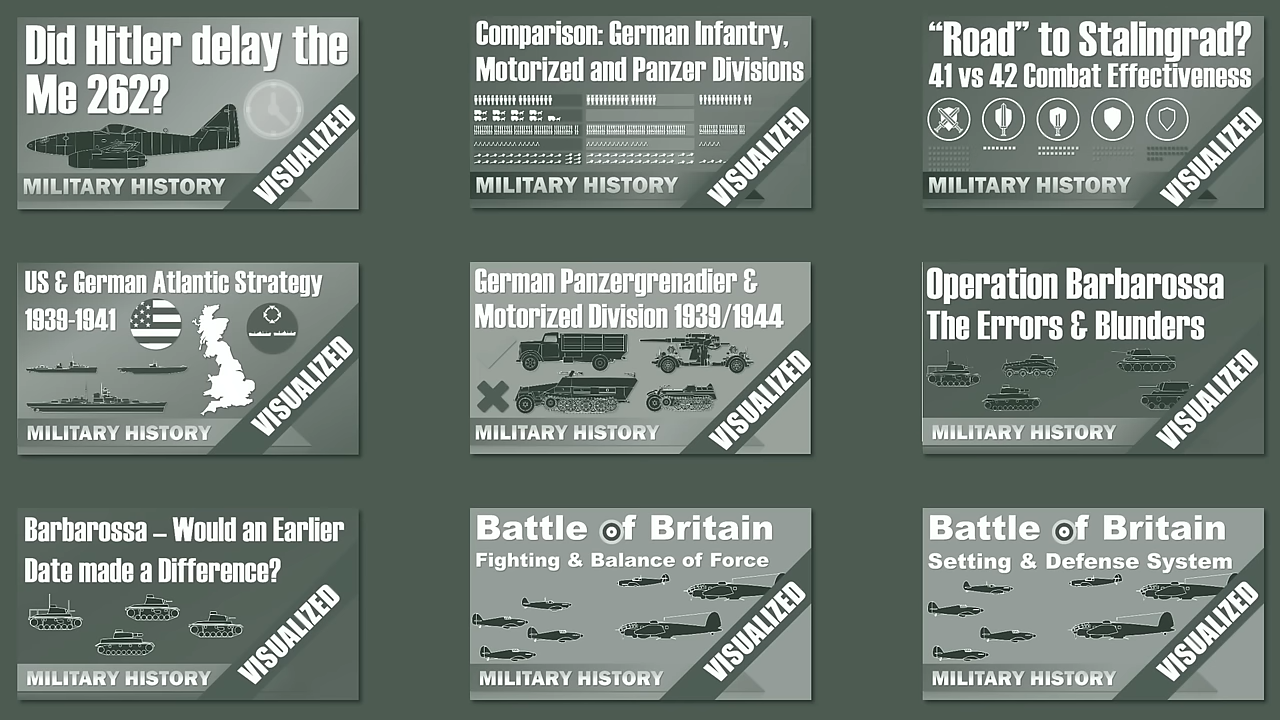 Did Hitler delay the
Me 262?
MILITARY HISTORY
VISUALIZED
Comparison: German Infantry,
Motorized and Panzer Divisions
MILITARY HISTORY
VISUALIZED
“Road” to Stalingrad?
41 vs 42 Combat Effectiveness
MILITARY HISTORY
VISUALIZED
US & German Atlantic Strategy
1939-1941
MILITARY HISTORY
VISUALIZED
German Panzergrenadier &
Motorized Division 1939/1944
MILITARY HISTORY
VISUALIZED
Operation Barbarossa
The Errors & Blunders
MILITARY HISTORY
VISUALIZED
Barbarossa – Would an Earlier
Date made a Difference?
MILITARY HISTORY
VISUALIZED
Battle of Britain
Fighting & Balance of Force
MILITARY HISTORY
VISUALIZED
Battle of Britain
Setting & Defense System
MILITARY HISTORY
VISUALIZED